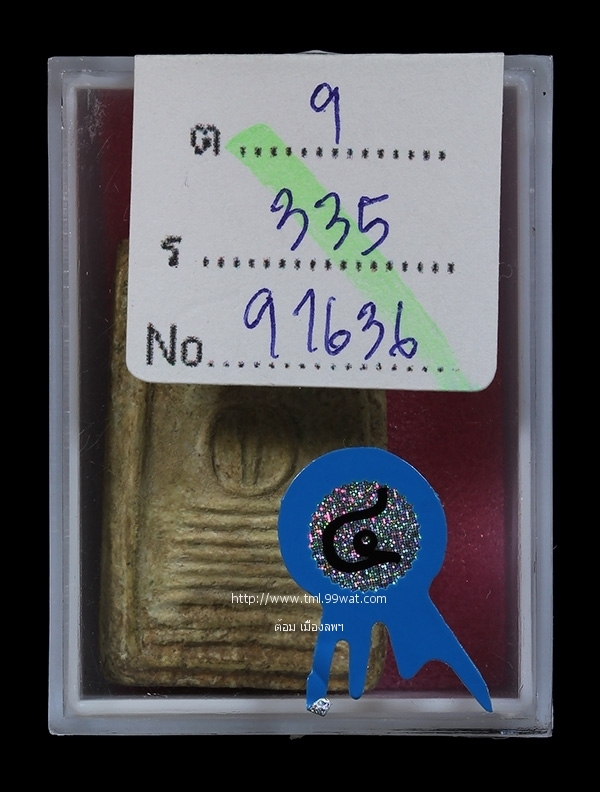 ต 9
ร 335
No. 97636
๔
http://www.tml.99wat.com
ต้อม เมืองลพฯ